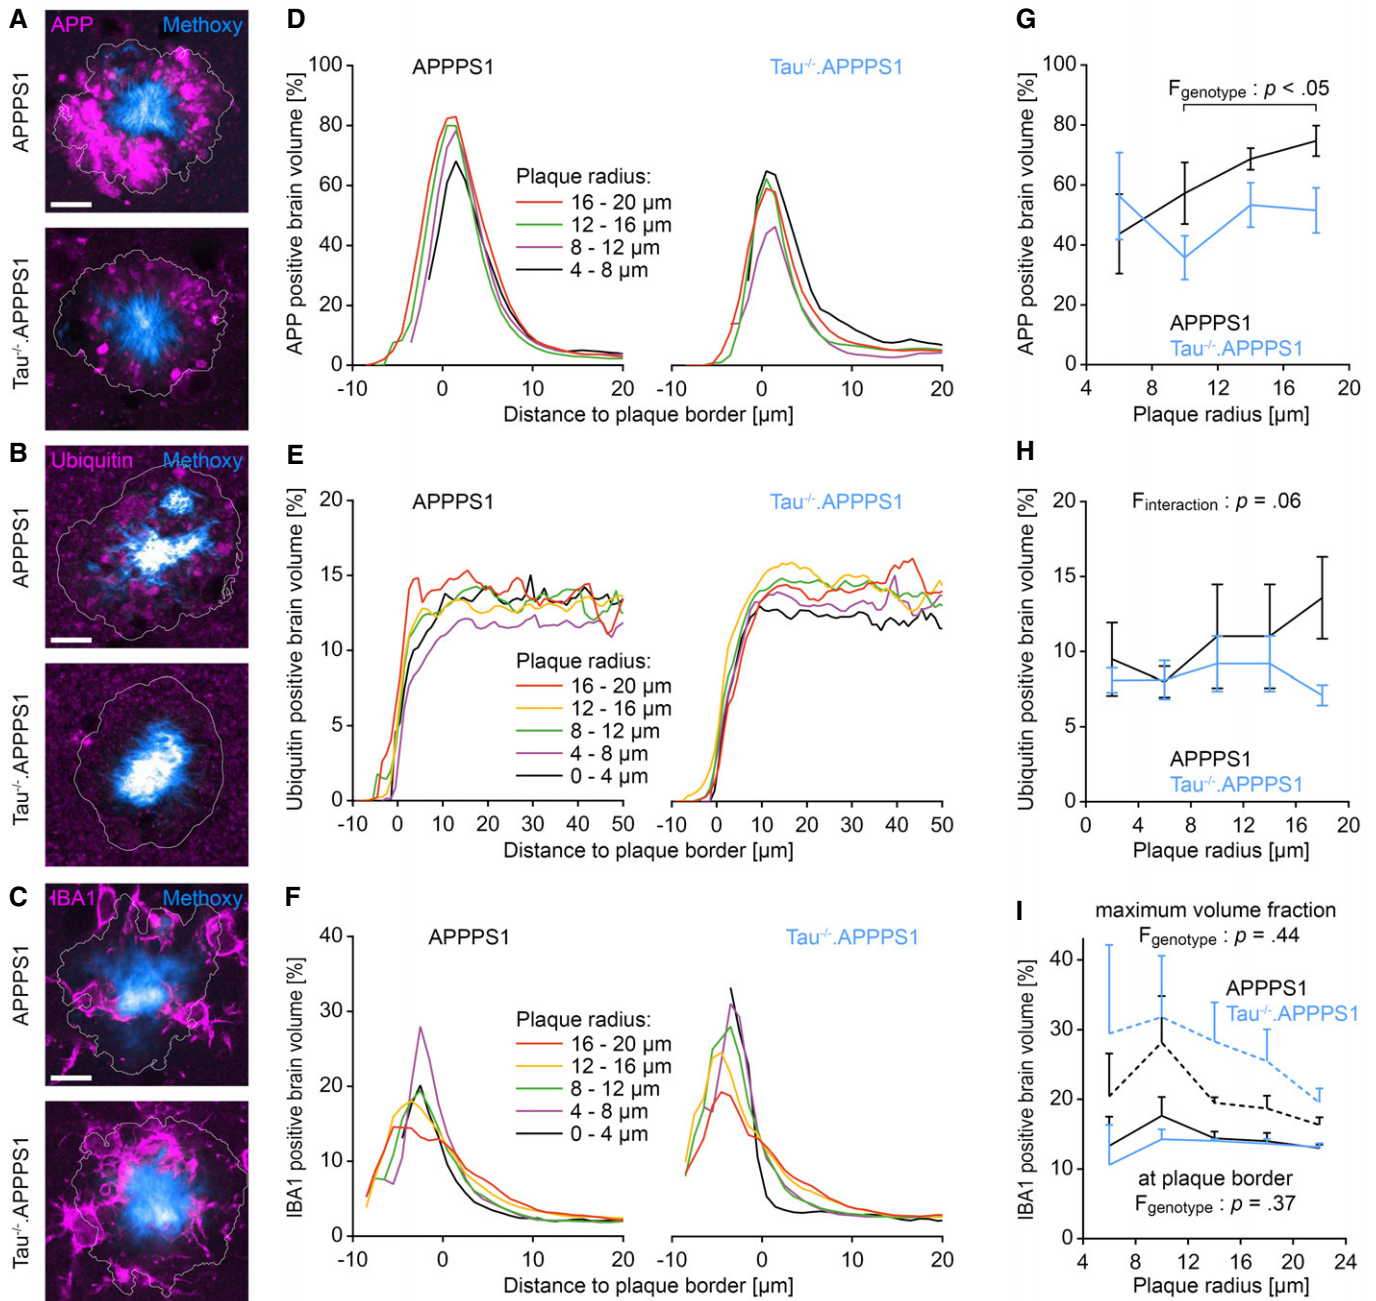 A
APP Methoxy
APPPS1
Tau-/-.APPPS1
B
Ubiquitin Methoxy
APPPS1
Tau-/-.APPPS1
C
IBA1 Methoxy
APPPS1
Tau-/-.APPPS1
D
APPPS1
Tau-/-.APPPS1
APP positive brain volume [%]
100
80
60
40
20
0
Plaque radius:
16 - 20 µm
12 - 16 µm
8 - 12 µm
4 - 8 µm
-10 0 10 20
-10 0 10 20
Distance to plaque border [µm]
E
APPPS1
Tau-/-.APPPS1
Ubiquitin positive brain volume [%]
20
15
10
5
0
Plaque radius:
16 - 20 µm
12 - 16 µm
8 - 12 µm
4 - 8 µm
0 - 4 µm
-10 0 10 20 30 40 50
-10 0 10 20 30 40 50
Distance to plaque border [µm]
F
APPPS1
Tau-/-.APPPS1
IBA1 positive brain volume [%]
40
30
20
10
0
Plaque radius:
16 - 20 µm
12 - 16 µm
8 - 12 µm
4 - 8 µm
0 - 4 µm
-10 0 10 20
-10 0 10 20
Distance to plaque border [µm]
G
APP positive brain volume [%]
100
80
60
40
20
0
Fgenotype : p < .05
APPPS1
Tau-/-.APPPS1
4 8 12 16 20
Plaque radius [µm]
H
Ubiquitin positive brain volume [%]
20
15
10
5
0
Finteraction : p = .06
APPPS1
Tau-/-.APPPS1
0 4 8 12 16 20
Plaque radius [µm]
I
maximum volume fraction
Fgenotype : p = .44
IBA1 positive brain volume [%]
40
30
20
10
0
APPPS1
Tau-/-.APPPS1
at plaque border
Fgenotype : p = .37
4 8 12 16 20 24
Plaque radius [µm]